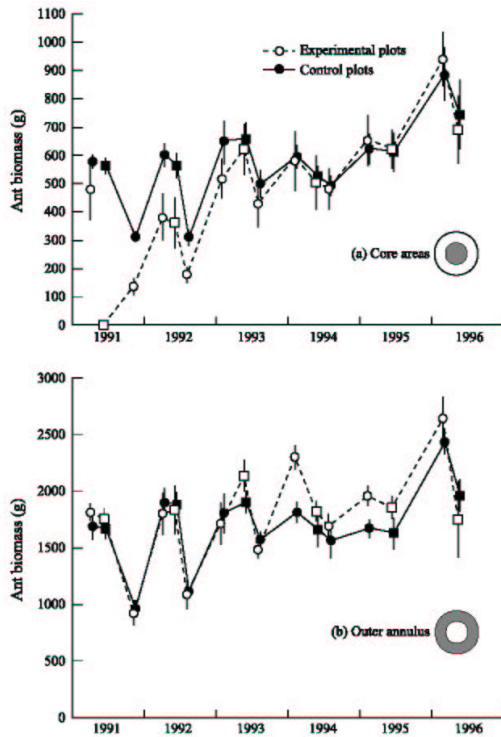 1100
1000
900
800
700
600
500
400
300
200
100
0
Ant biomass (g)
Experimental plots
Control plots
(a) Core areas
1991 1992 1993 1994 1995 1996
3000
2500
2000
1500
1000
500
0
Ant biomass (g)
(b) Outer annulus
1991 1992 1993 1994 1995 1996